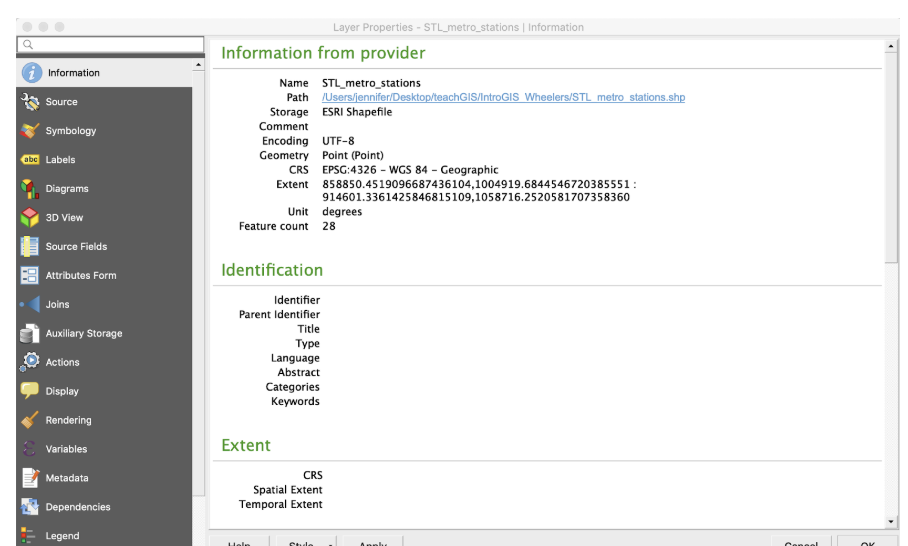 Layer Properties - STL_metro_stations | Information
Information
Source
Symbology
abc Labels
Diagrams
3D View
Source Fields
Attributes Form
Joins
Auxiliary Storage
Actions
Display
Rendering
Variables
Metadata
Dependencies
Legend
Information from provider
Name STL_metro_stations
Path /Users/jennifer/Desktop/teachGIS/IntroGIS_Wheelers/STL_metro_stations.shp
Storage ESRI Shapefile
Comment
Encoding UTF-8
Geometry Point (Point)
CRS EPSG:4326 - WGS 84 - Geographic
Extent 858850.4519096687436104,1004919.6844546720385551 :
914601.3361425846815109,1058716.2520581707358360
Unit degrees
Feature count 28
Identification
Identifier
Parent Identifier
Title
Type
Language
Abstract
Categories
Keywords
Extent
CRS
Spatial Extent
Temporal Extent
Help Style Apply Cancel OK